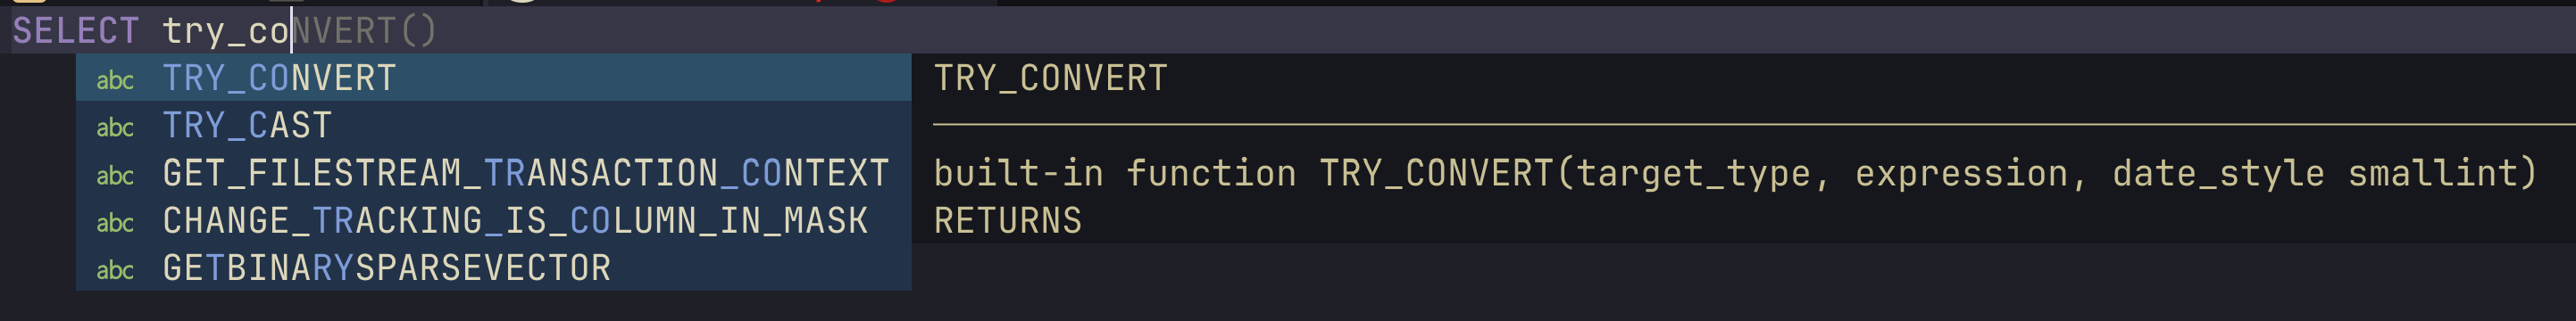 SELECT try_coNVERT()
abc TRY_CONVERT
abc TRY_CAST
abc GET_FILESTREAM_TRANSACTION_CONTEXT
abc CHANGE_TRACKING_IS_COLUMN_IN_MASK
abc GETBINARYSPARSEVECTOR
TRY_CONVERT
built-in function TRY_CONVERT(target_type, expression, date_style smallint)
RETURNS